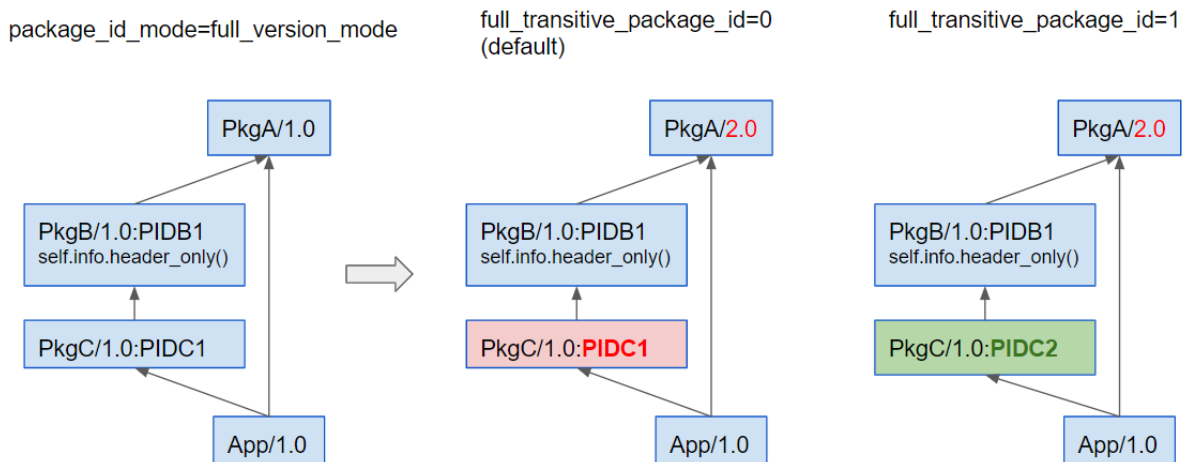 package_id_mode=full_version_mode
full_transitive_package_id=0
(default)
full_transitive_package_id=1
PkgA/1.0
PkgB/1.0:PIDB1
self.info.header_only()
PkgC/1.0:PIDC1
App/1.0
PkgA/2.0
PkgB/1.0:PIDB1
self.info.header_only()
PkgC/1.0:PIDC1
App/1.0
PkgA/2.0
PkgB/1.0:PIDB1
self.info.header_only()
PkgC/1.0:PIDC2
App/1.0